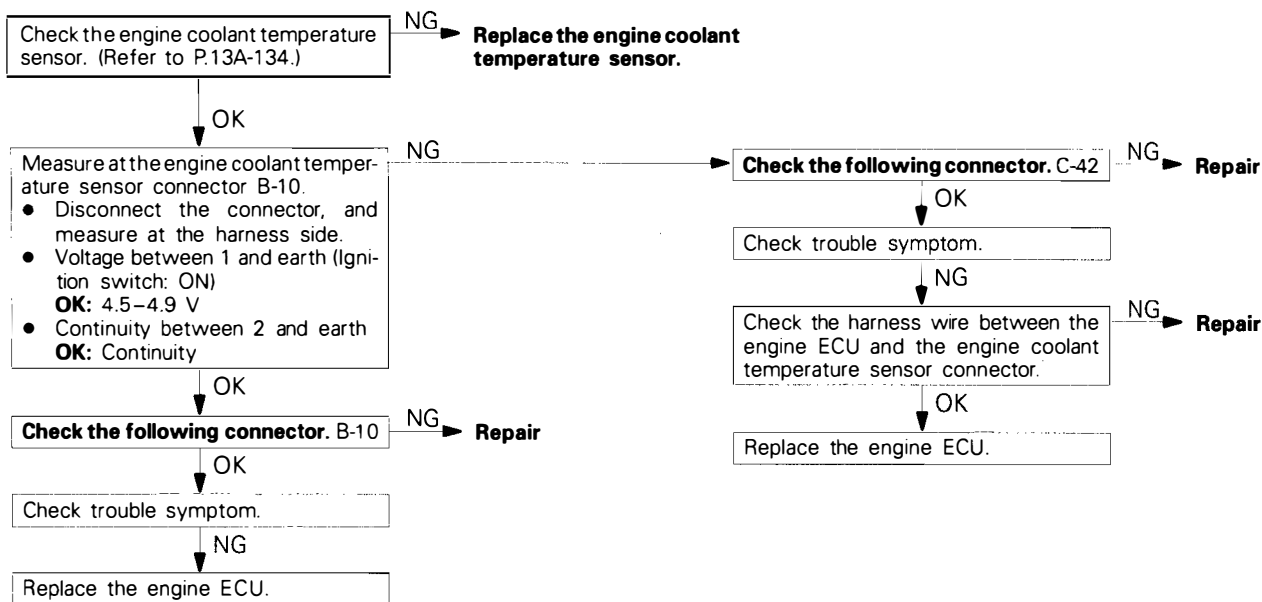 Check the engine coolant temperature
sensor. (Refer to P.13A-134.)
NG
Replace the engine coolant
temperature sensor.
OK
Measure at the engine coolant temper-
ature sensor connector B-10.
● Disconnect the connector, and
measure at the harness side.
● Voltage between 1 and earth (Igni-
tion switch: ON)
OK: 4.5–4.9 V
● Continuity between 2 and earth
OK: Continuity
NG
OK
Check the following connector. B-10
NG
Repair
OK
Check trouble symptom.
NG
Replace the engine ECU.
Check the following connector. C-42
NG
Repair
OK
Check trouble symptom.
NG
Check the harness wire between the
engine ECU and the engine coolant
temperature sensor connector.
NG
Repair
OK
Replace the engine ECU.